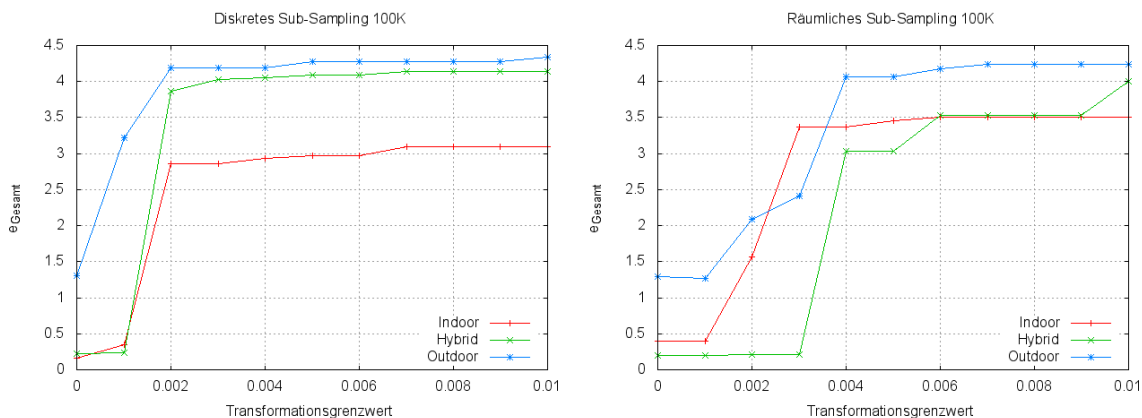 Diskretes Sub-Sampling 100K
4.5
4
3.5
3
2.5
2
1.5
1
0.5
0
e_Gesamt
Indoor
Hybrid
Outdoor
0 0.002 0.004 0.006 0.008 0.01
Transformationsgrenzwert
Räumliches Sub-Sampling 100K
4.5
4
3.5
3
2.5
2
1.5
1
0.5
0
e_Gesamt
Indoor
Hybrid
Outdoor
0 0.002 0.004 0.006 0.008 0.01
Transformationsgrenzwert